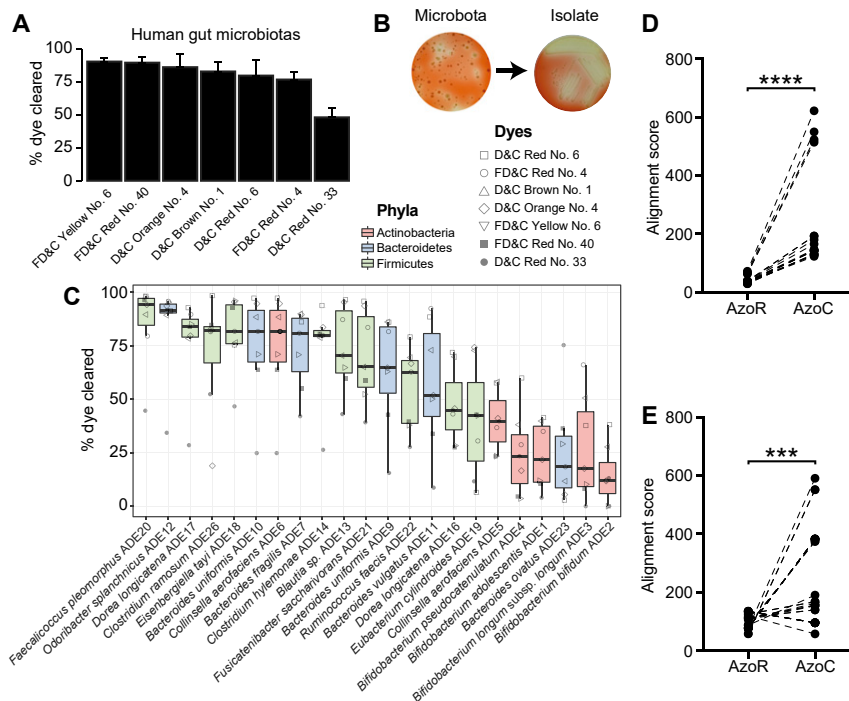 A
Human gut microbiotas
% dye cleared
100
75
50
25
0
FD&C Yellow No. 6
FD&C Red No. 40
D&C Orange No. 4
D&C Brown No. 1
D&C Red No. 6
FD&C Red No. 4
D&C Red No. 33
B
Microbota
Isolate
Dyes
D&C Red No. 6
FD&C Red No. 4
D&C Brown No. 1
D&C Orange No. 4
FD&C Yellow No. 6
FD&C Red No. 40
D&C Red No. 33
Phyla
Actinobacteria
Bacteroidetes
Firmicutes
C
% dye cleared
100
75
50
25
0
Faecalicoccus pleomorphus ADE20
Odoribacter splanchnicus ADE12
Dorea longicatena ADE17
Clostridium ramosum ADE26
Eisenbergiella tayi ADE18
Bacteroides uniformis ADE10
Collinsella aerofaciens ADE6
Bacteroides fragilis ADE7
Clostridium hylemonae ADE14
Blautia sp. ADE13
Fusicatenibacter saccharivorans ADE21
Bacteroides uniformis ADE9
Ruminococcus faecis ADE22
Bacteroides vulgatus ADE11
Dorea longicatena ADE16
Eubacterium cylindroides ADE19
Collinsella aerofaciens ADE5
Bifidobacterium pseudocatenulatum ADE4
Bifidobacterium adolescentis ADE1
Bacteroides ovatus ADE23
Bifidobacterium longum subsp. longum ADE3
Bifidobacterium bifidum ADE2
D
Alignment score
800
600
400
200
0
****
AzoR
AzoC
E
Alignment score
800
600
400
200
0
***
AzoR
AzoC